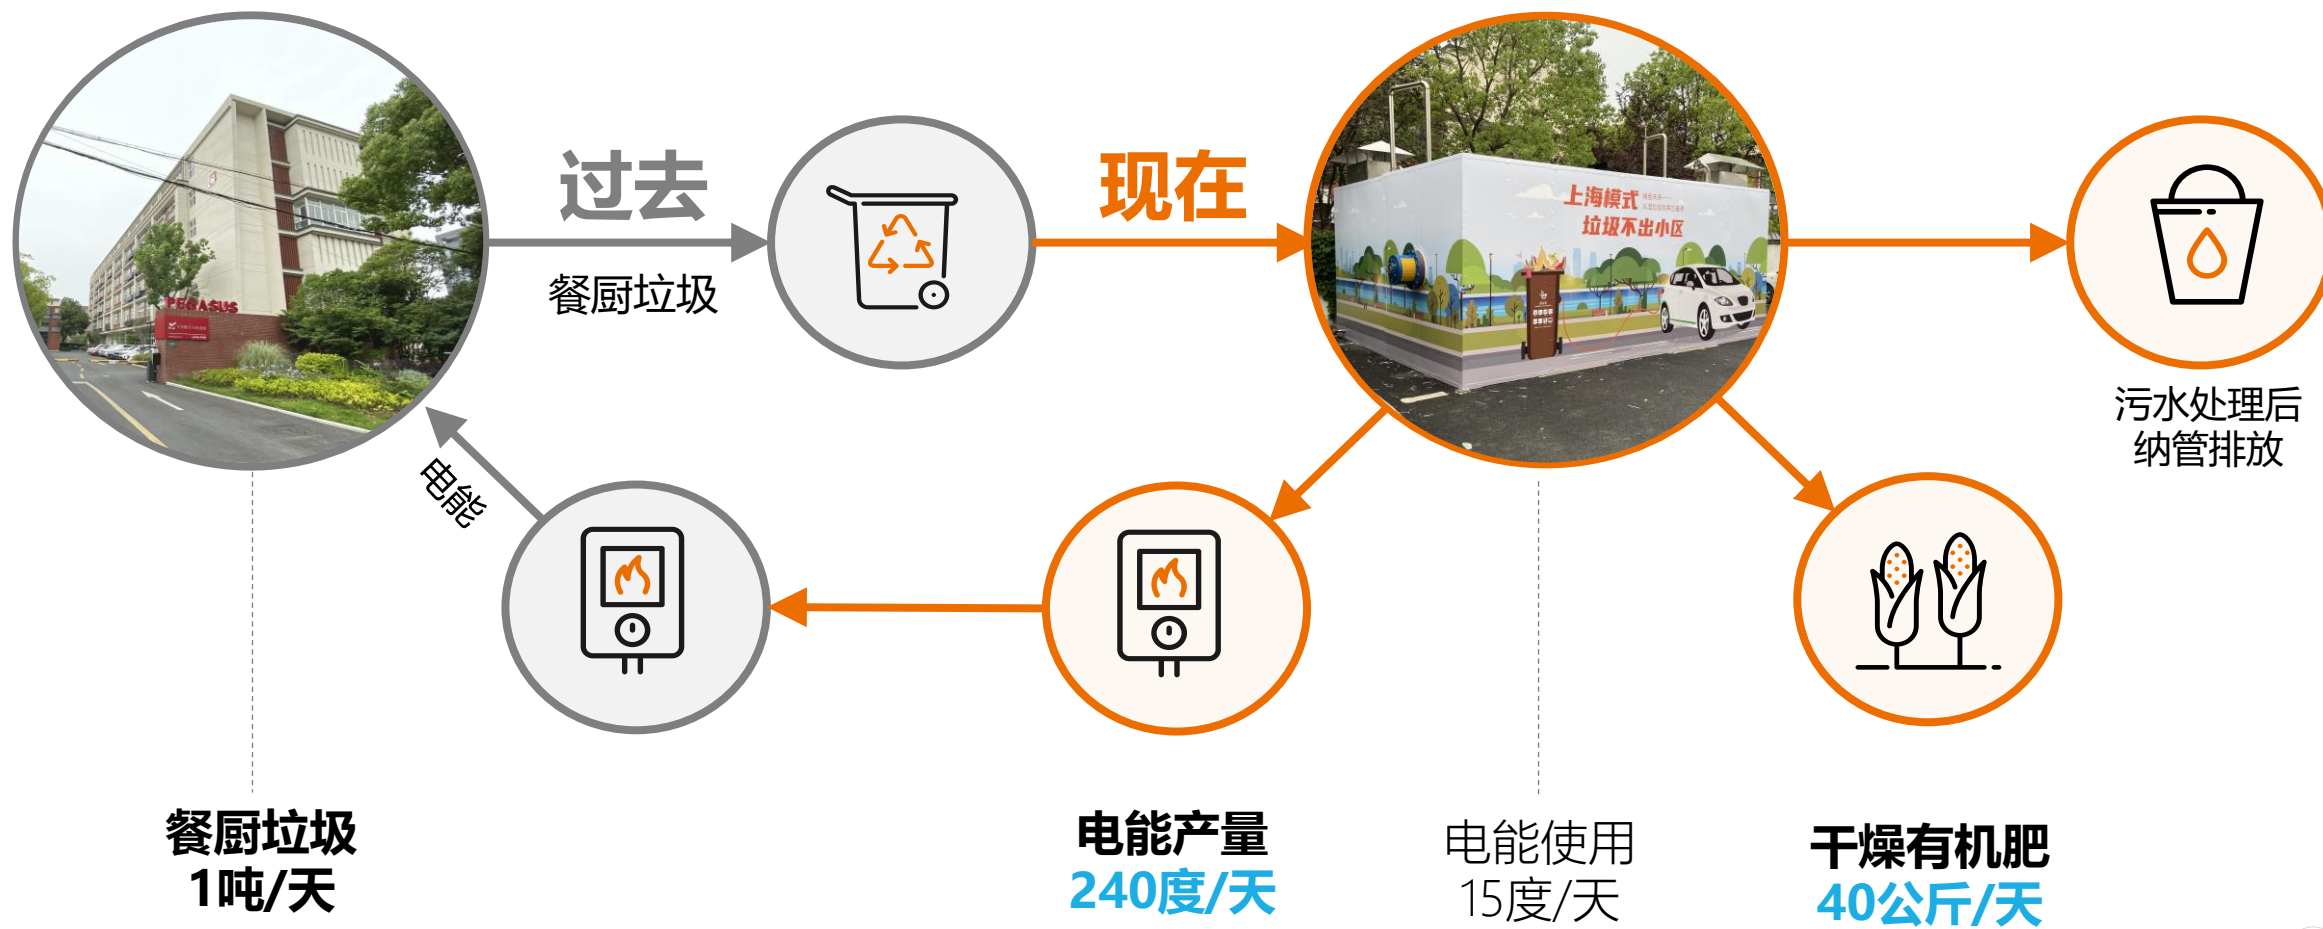 过去
现在
餐厨垃圾
PEGASUS
上海模式
垃圾不出小区
污水处理后
纳管排放
电能
餐厨垃圾
1吨/天
电能产量
240度/天
电能使用
15度/天
干燥有机肥
40公斤/天